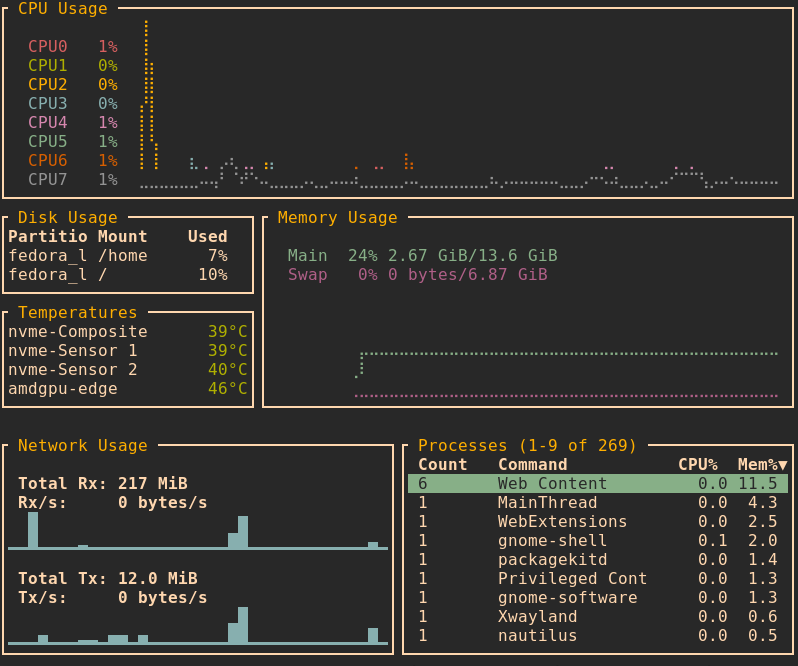 CPU Usage
CPU0 1%
CPU1 0%
CPU2 0%
CPU3 0%
CPU4 1%
CPU5 1%
CPU6 1%
CPU7 1%
Disk Usage
Partitio Mount Used
fedora_l /home 7%
fedora_l / 10%
Temperatures
nvme-Composite 39°C
nvme-Sensor 1 39°C
nvme-Sensor 2 40°C
amdgpu-edge 46°C
Memory Usage
Main 24% 2.67 GiB/13.6 GiB
Swap 0% 0 bytes/6.87 GiB
Network Usage
Total Rx: 217 MiB
Rx/s: 0 bytes/s
Total Tx: 12.0 MiB
Tx/s: 0 bytes/s
Processes (1-9 of 269)
Count Command CPU% Mem%▼
6 Web Content 0.0 11.5
1 MainThread 0.0 4.3
1 WebExtensions 0.0 2.5
1 gnome-shell 0.1 2.0
1 packagekitd 0.0 1.4
1 Privileged Cont 0.0 1.3
1 gnome-software 0.0 1.3
1 Xwayland 0.0 0.6
1 nautilus 0.0 0.5